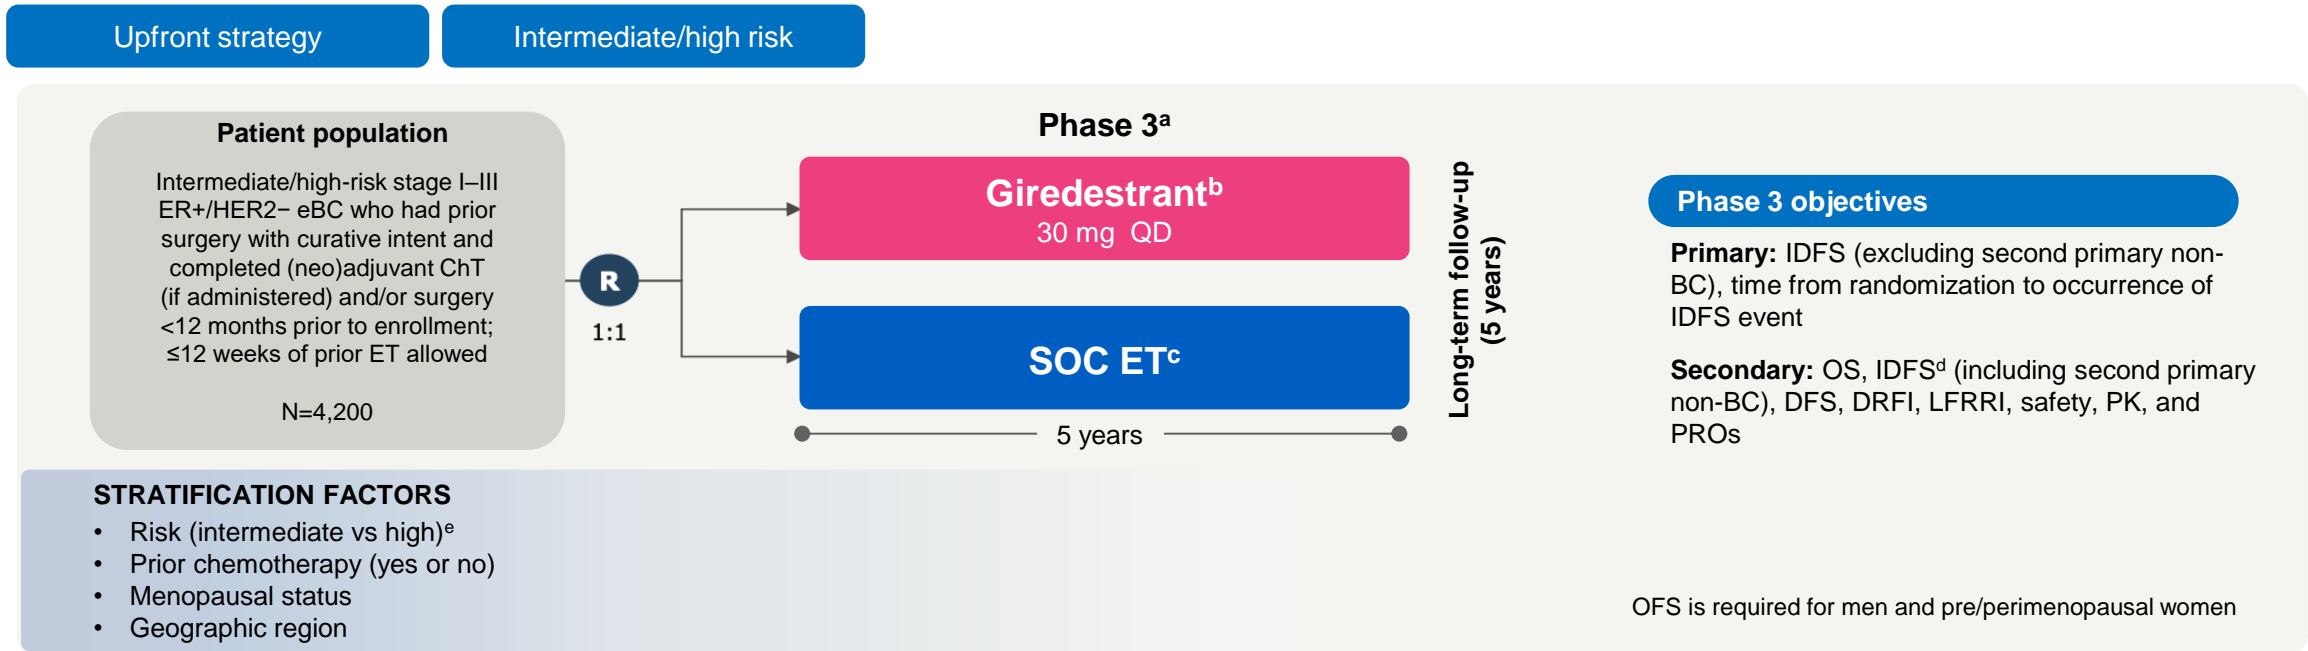 Upfront strategy
Intermediate/high risk
Patient population
Intermediate/high-risk stage I–III
ER+/HER2− eBC who had prior
surgery with curative intent and
completed (neo)adjuvant ChT
(if administered) and/or surgery
<12 months prior to enrollment;
≤12 weeks of prior ET allowed
N=4,200
R
1:1
Phase 3ᵃ
Giredestrantᵇ
30 mg QD
SOC ETᶜ
5 years
Long-term follow-up
(5 years)
Phase 3 objectives
Primary: IDFS (excluding second primary non-
BC), time from randomization to occurrence of
IDFS event
Secondary: OS, IDFSᵈ (including second primary
non-BC), DFS, DRFI, LFRRI, safety, PK, and
PROs
STRATIFICATION FACTORS
• Risk (intermediate vs high)ᵉ
• Prior chemotherapy (yes or no)
• Menopausal status
• Geographic region
OFS is required for men and pre/perimenopausal women